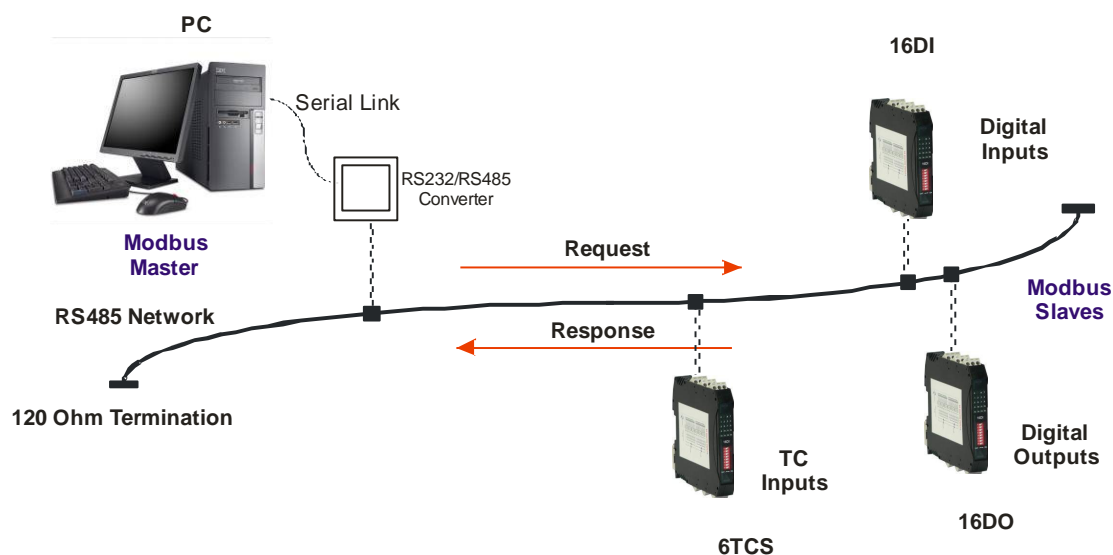 PC
16DI
Serial Link
Digital
Inputs
RS232/RS485
Converter
Modbus
Master
Request
Modbus
Slaves
RS485 Network
Response
120 Ohm Termination
TC
Inputs
Digital
Outputs
16DO
6TCS